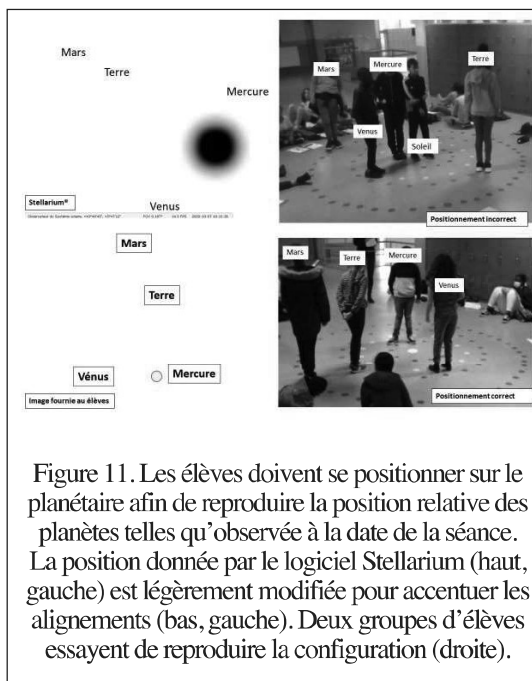 Mars
Terre
Mercure
Venus
Stellarium®
Mars
Terre
Vénus
Mercure
Image fournie au élèves
Mars
Mercure
Terre
Venus
Soleil
Positionnement incorrect
Mars
Terre
Mercure
Venus
Positionnement correct
Figure 11. Les élèves doivent se positionner sur le
planétaire afin de reproduire la position relative des
planètes telles qu’observée à la date de la séance.
La position donnée par le logiciel Stellarium (haut,
gauche) est légèrement modifiée pour accentuer les
alignements (bas, gauche). Deux groupes d’élèves
essayent de reproduire la configuration (droite).